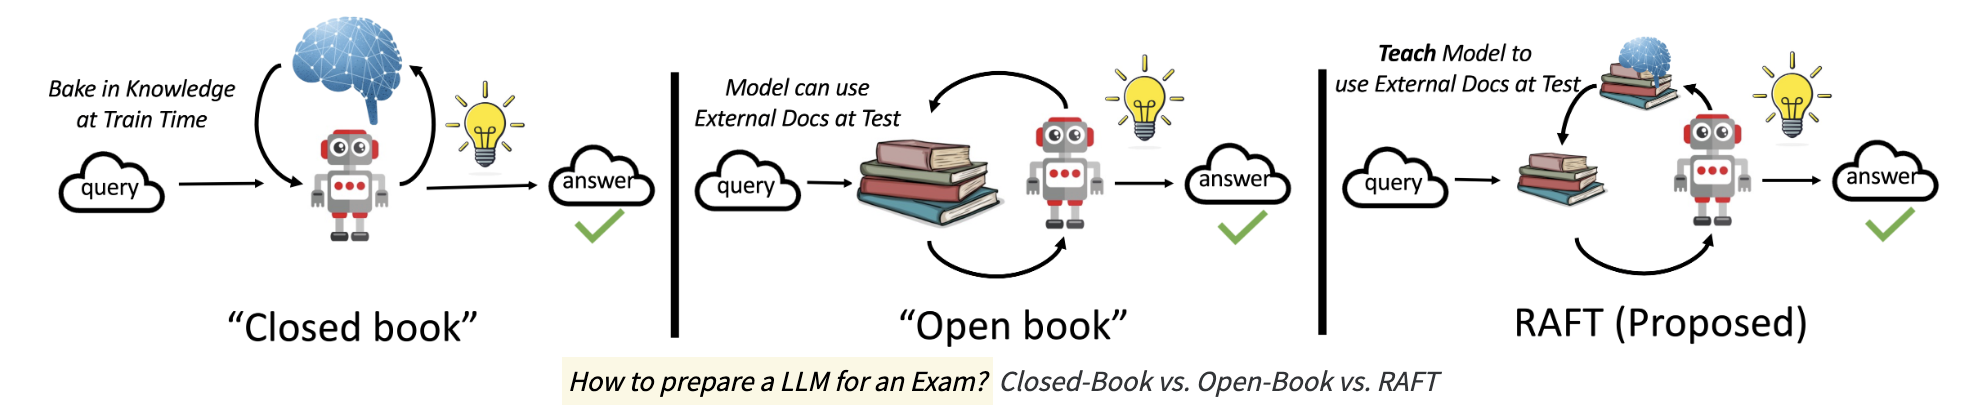 Bake in Knowledge
at Train Time
query
answer
"Closed book"
Model can use
External Docs at Test
query
answer
"Open book"
Teach Model to
use External Docs at Test
query
answer
RAFT (Proposed)
How to prepare a LLM for an Exam? Closed-Book vs. Open-Book vs. RAFT